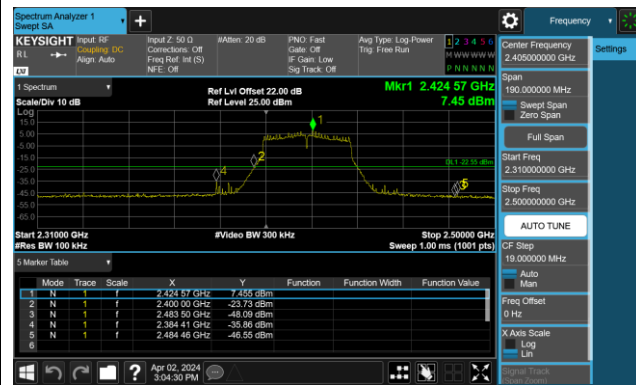 Spectrum Analyzer 1
Swept SA
Frequency
KEYSIGHT
RL
LXI
Input: RF
Coupling: DC
Align: Auto
Input Z: 50 Ω
Corrections: Off
Freq Ref: Int (S)
NFE: Off
#Atten: 20 dB
PNO: Fast
Gate: Off
IF Gain: Low
Sig Track: Off
Avg Type: Log-Power
Trig: Free Run
1 2 3 4 5 6
M W W W W W
P N N N N N
Settings
1 Spectrum
Scale/Div 10 dB
Ref Lvl Offset 22.00 dB
Ref Level 25.00 dBm
Mkr1 2.424 57 GHz
7.45 dBm
Log
15.0
5.00
-5.00
-15.0
-25.0
-35.0
-45.0
-55.0
-65.0
1
2
4
5
DL1 -22.55 dBm
Start 2.31000 GHz
#Res BW 100 kHz
#Video BW 300 kHz
Stop 2.50000 GHz
Sweep 1.00 ms (1001 pts)
5 Marker Table
Mode Trace Scale X Y Function Function Width Function Value
1 N 1 f 2.424 57 GHz 7.455 dBm
2 N 1 f 2.400 00 GHz -23.73 dBm
3 N 1 f 2.483 50 GHz -48.09 dBm
4 N 1 f 2.384 41 GHz -35.86 dBm
5 N 1 f 2.484 46 GHz -46.55 dBm
6
Center Frequency
2.405000000 GHz
Span
190.000000 MHz
Swept Span
Zero Span
Full Span
Start Freq
2.310000000 GHz
Stop Freq
2.500000000 GHz
AUTO TUNE
CF Step
19.000000 MHz
Auto
Man
Freq Offset
0 Hz
X Axis Scale
Log
Lin
Signal Track
(Span Zoom)
?
Apr 02, 2024
3:04:30 PM